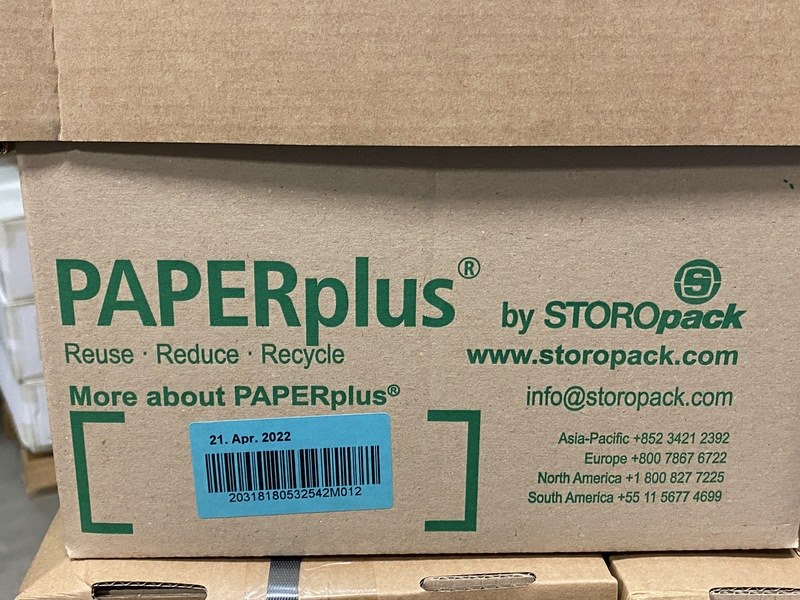 PAPERplus®
by STOROpack
S
Reuse · Reduce · Recycle
www.storopack.com
More about PAPERplus®
info@storopack.com
21. Apr. 2022
20318180532542M012
Asia-Pacific +852 3421 2392
Europe +800 7867 6722
North America +1 800 827 7225
South America +55 11 5677 4699